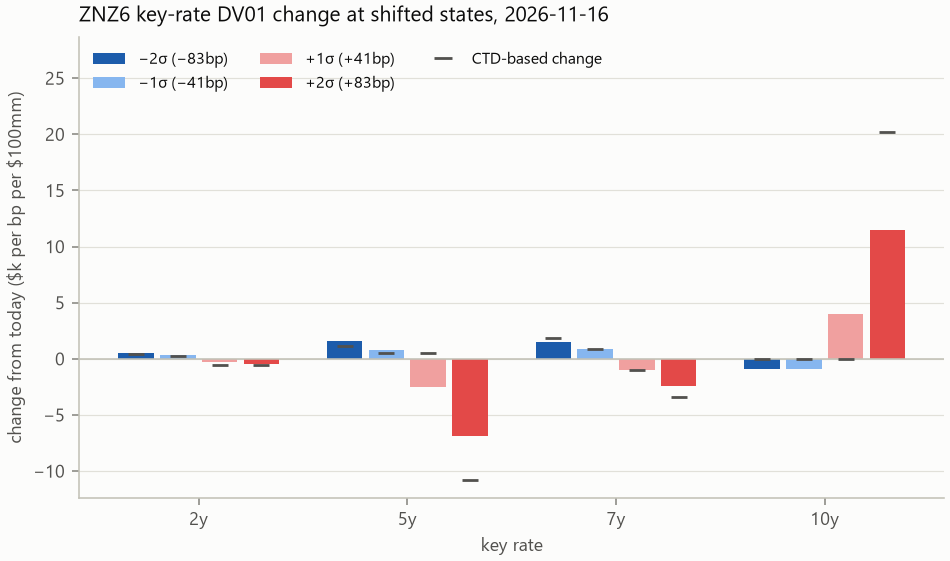 ZNZ6 key-rate DV01 change at shifted states, 2026-11-16
−2σ (−83bp)
−1σ (−41bp)
+1σ (+41bp)
+2σ (+83bp)
CTD-based change
change from today ($k per bp per $100mm)
25
20
15
10
5
0
−5
−10
2y
5y
7y
10y
key rate